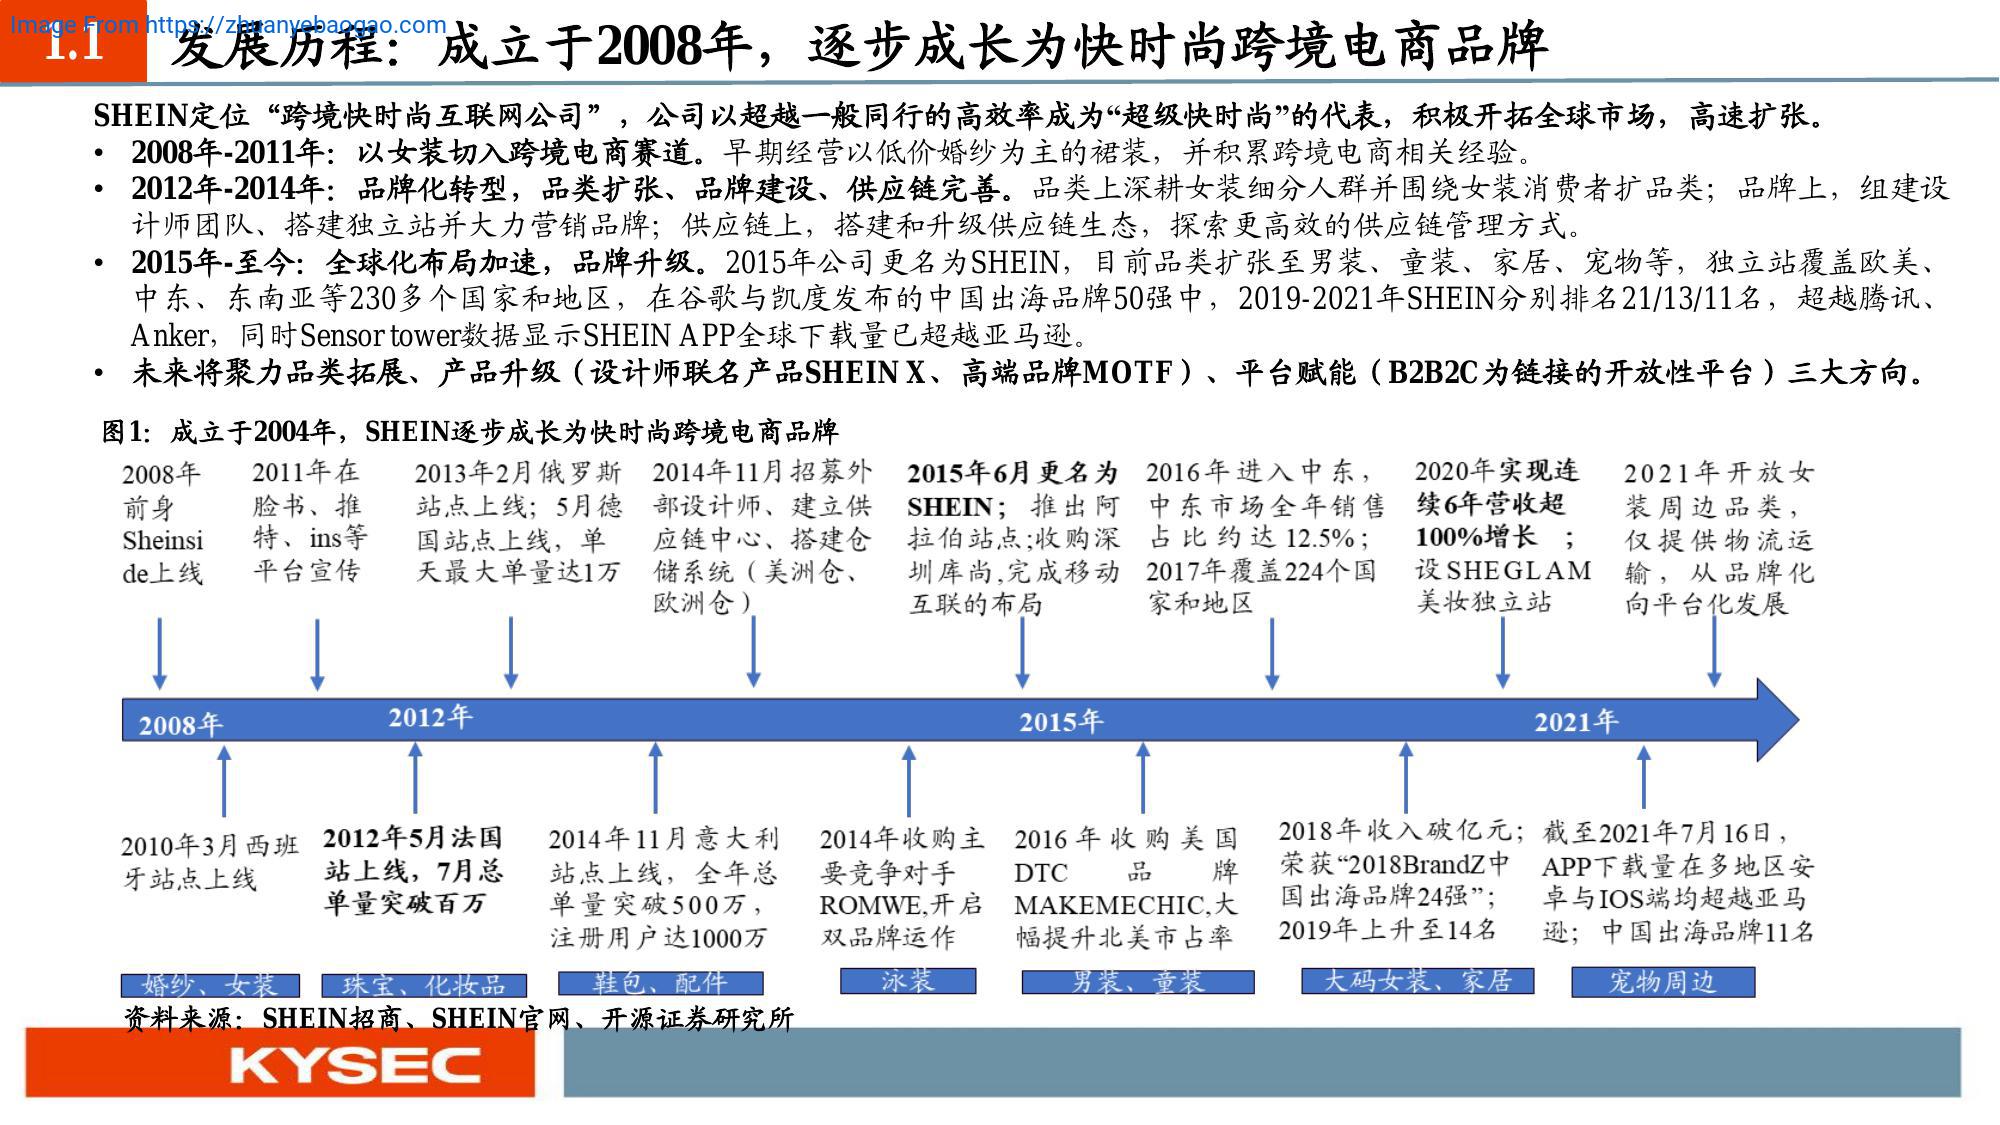 Image From https://zhuanyebaogao.com
1.1 发展历程：成立于2008年，逐步成长为快时尚跨境电商品牌
SHEIN定位“跨境快时尚互联网公司”，公司以超越一般同行的高效率成为“超级快时尚”的代表，积极开拓全球市场，高速扩张。
• 2008年-2011年：以女装切入跨境电商赛道。早期经营以低价婚纱为主的裙装，并积累跨境电商相关经验。
• 2012年-2014年：品牌化转型，品类扩张、品牌建设、供应链完善。品类上深耕女装细分人群并围绕女装消费者扩品类；品牌上，组建设
计师团队、搭建独立站并大力营销品牌；供应链上，搭建和升级供应链生态，探索更高效的供应链管理方式。
• 2015年-至今：全球化布局加速，品牌升级。2015年公司更名为SHEIN，目前品类扩张至男装、童装、家居、宠物等，独立站覆盖欧美、
中东、东南亚等230多个国家和地区，在谷歌与凯度发布的中国出海品牌50强中，2019-2021年SHEIN分别排名21/13/11名，超越腾讯、
Anker，同时Sensor tower数据显示SHEIN APP全球下载量已超越亚马逊。
• 未来将聚力品类拓展、产品升级（设计师联名产品SHEIN X、高端品牌MOTF）、平台赋能（B2B2C为链接的开放性平台）三大方向。
图1：成立于2004年，SHEIN逐步成长为快时尚跨境电商品牌
2008年
前身
Sheinsi
de上线
2011年在
脸书、推
特、ins等
平台宣传
2013年2月俄罗斯
站点上线；5月德
国站点上线，单
天最大单量达1万
2014年11月招募外
部设计师、建立供
应链中心、搭建仓
储系统（美洲仓、
欧洲仓）
2015年6月更名为
SHEIN；推出阿
拉伯站点;收购深
圳库尚,完成移动
互联的布局
2016年进入中东，
中东市场全年销售
占比约达12.5%；
2017年覆盖224个国
家和地区
2020年实现连
续6年营收超
100%增长；
设SHEGLAM
美妆独立站
2021年开放女
装周边品类，
仅提供物流运
输，从品牌化
向平台化发展
2008年 2012年 2015年 2021年
2010年3月西班
牙站点上线
2012年5月法国
站上线，7月总
单量突破百万
2014年11月意大利
站点上线，全年总
单量突破500万，
注册用户达1000万
2014年收购主
要竞争对手
ROMWE,开启
双品牌运作
2016年收购美国
DTC品牌
MAKEMECHIC,大
幅提升北美市占率
2018年收入破亿元；
荣获“2018BrandZ中
国出海品牌24强”；
2019年上升至14名
截至2021年7月16日，
APP下载量在多地区安
卓与IOS端均超越亚马
逊；中国出海品牌11名
婚纱、女装 珠宝、化妆品 鞋包、配件 泳装 男装、童装 大码女装、家居 宠物周边
资料来源：SHEIN招商、SHEIN官网、开源证券研究所
KYSEC